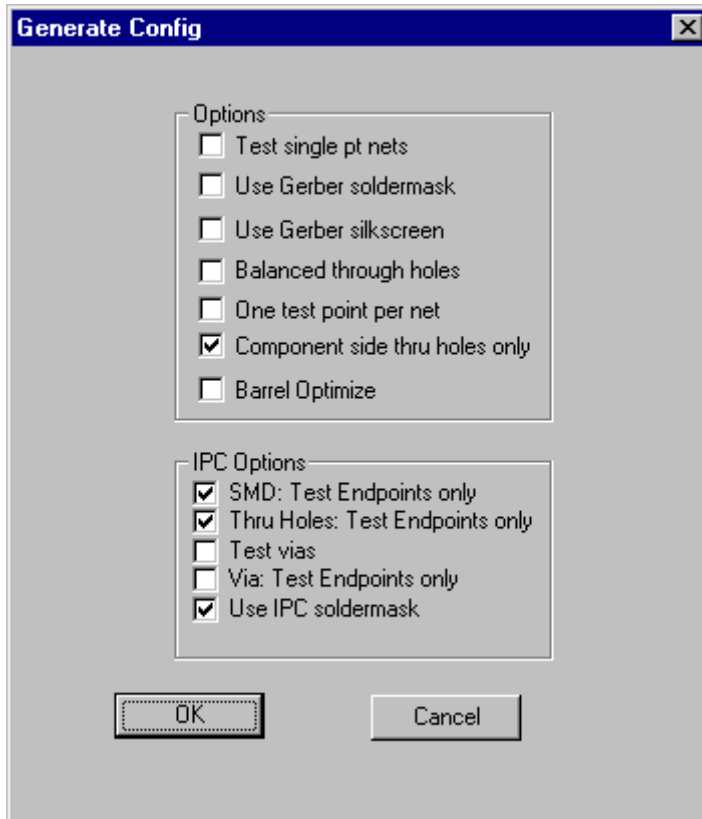 Generate Config
Options
Test single pt nets
Use Gerber soldermask
Use Gerber silkscreen
Balanced through holes
One test point per net
Component side thru holes only
Barrel Optimize
IPC Options
SMD: Test Endpoints only
Thru Holes: Test Endpoints only
Test vias
Via: Test Endpoints only
Use IPC soldermask
OK
Cancel